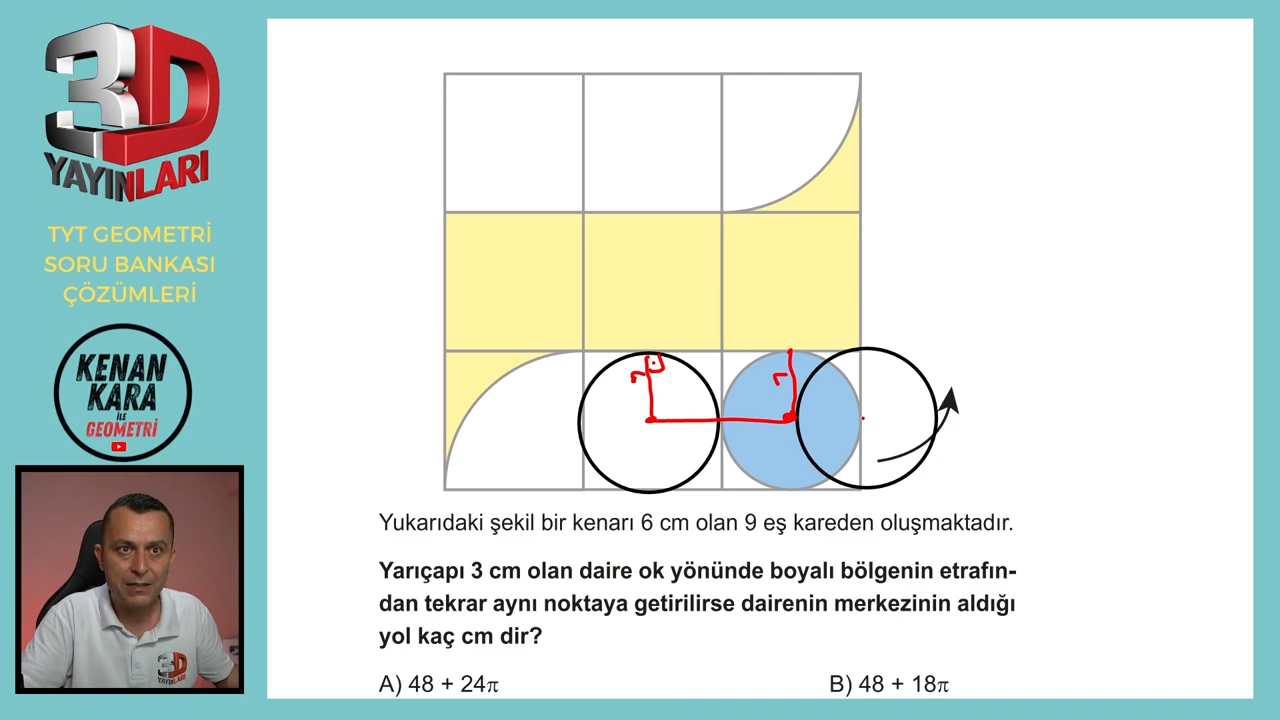 3D
YAYINLARI
TYT GEOMETRİ
SORU BANKASI
ÇÖZÜMLERİ
KENAN
KARA
İLE
GEOMETRİ
3D
YAYINLARI
r
r
Yukarıdaki şekil bir kenarı 6 cm olan 9 eş kareden oluşmaktadır.
Yarıçapı 3 cm olan daire ok yönünde boyalı bölgenin etrafın-
dan tekrar aynı noktaya getirilirse dairenin merkezinin aldığı
yol kaç cm dir?
A) 48 + 24π
B) 48 + 18π